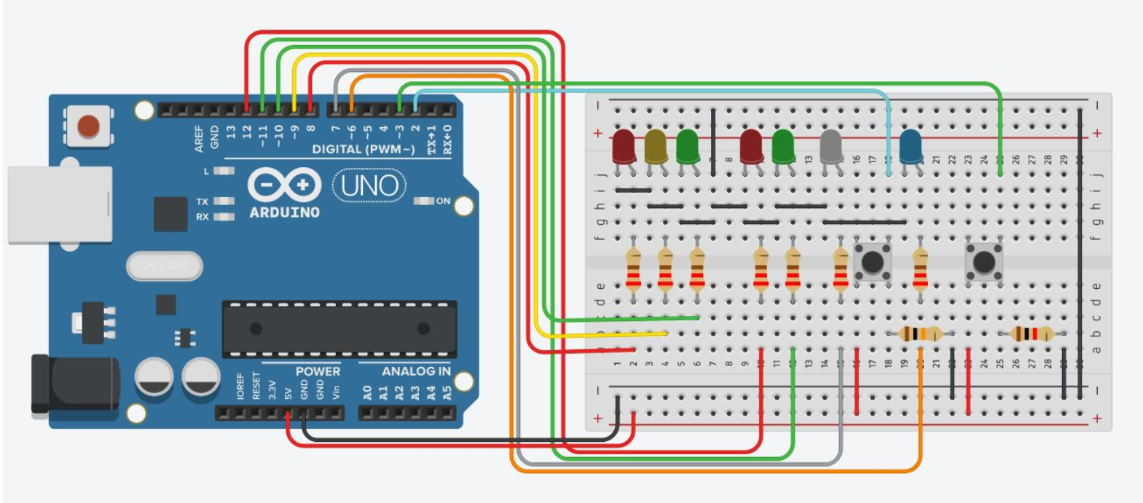 AREF
GND
13
12
~11
~10
~9
8
7
~6
~5
4
~3
2
TX→1
RX←0
DIGITAL (PWM~)
L
TX
RX
UNO
ARDUINO
ON
POWER
ANALOG IN
IOREF
RESET
3.3V
5V
GND
GND
Vin
A0
A1
A2
A3
A4
A5
− −
+ +
j j
i i
h h
g g
f f
e e
d d
c c
b b
a a
− −
+ +